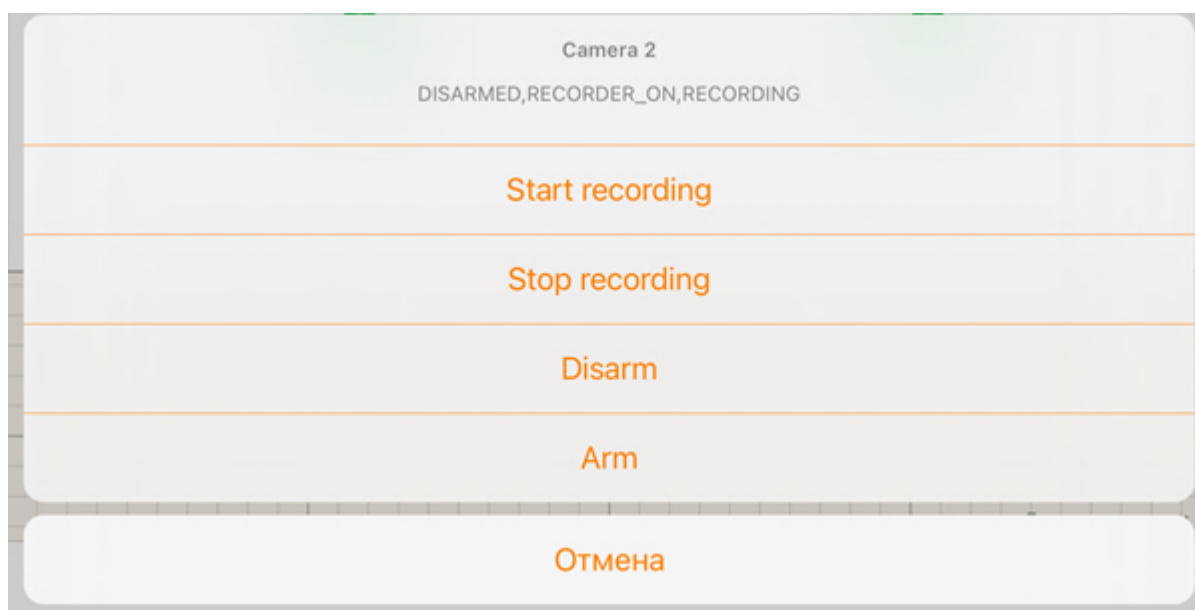 Camera 2
DISARMED,RECORDER_ON,RECORDING
Start recording
Stop recording
Disarm
Arm
Отмена